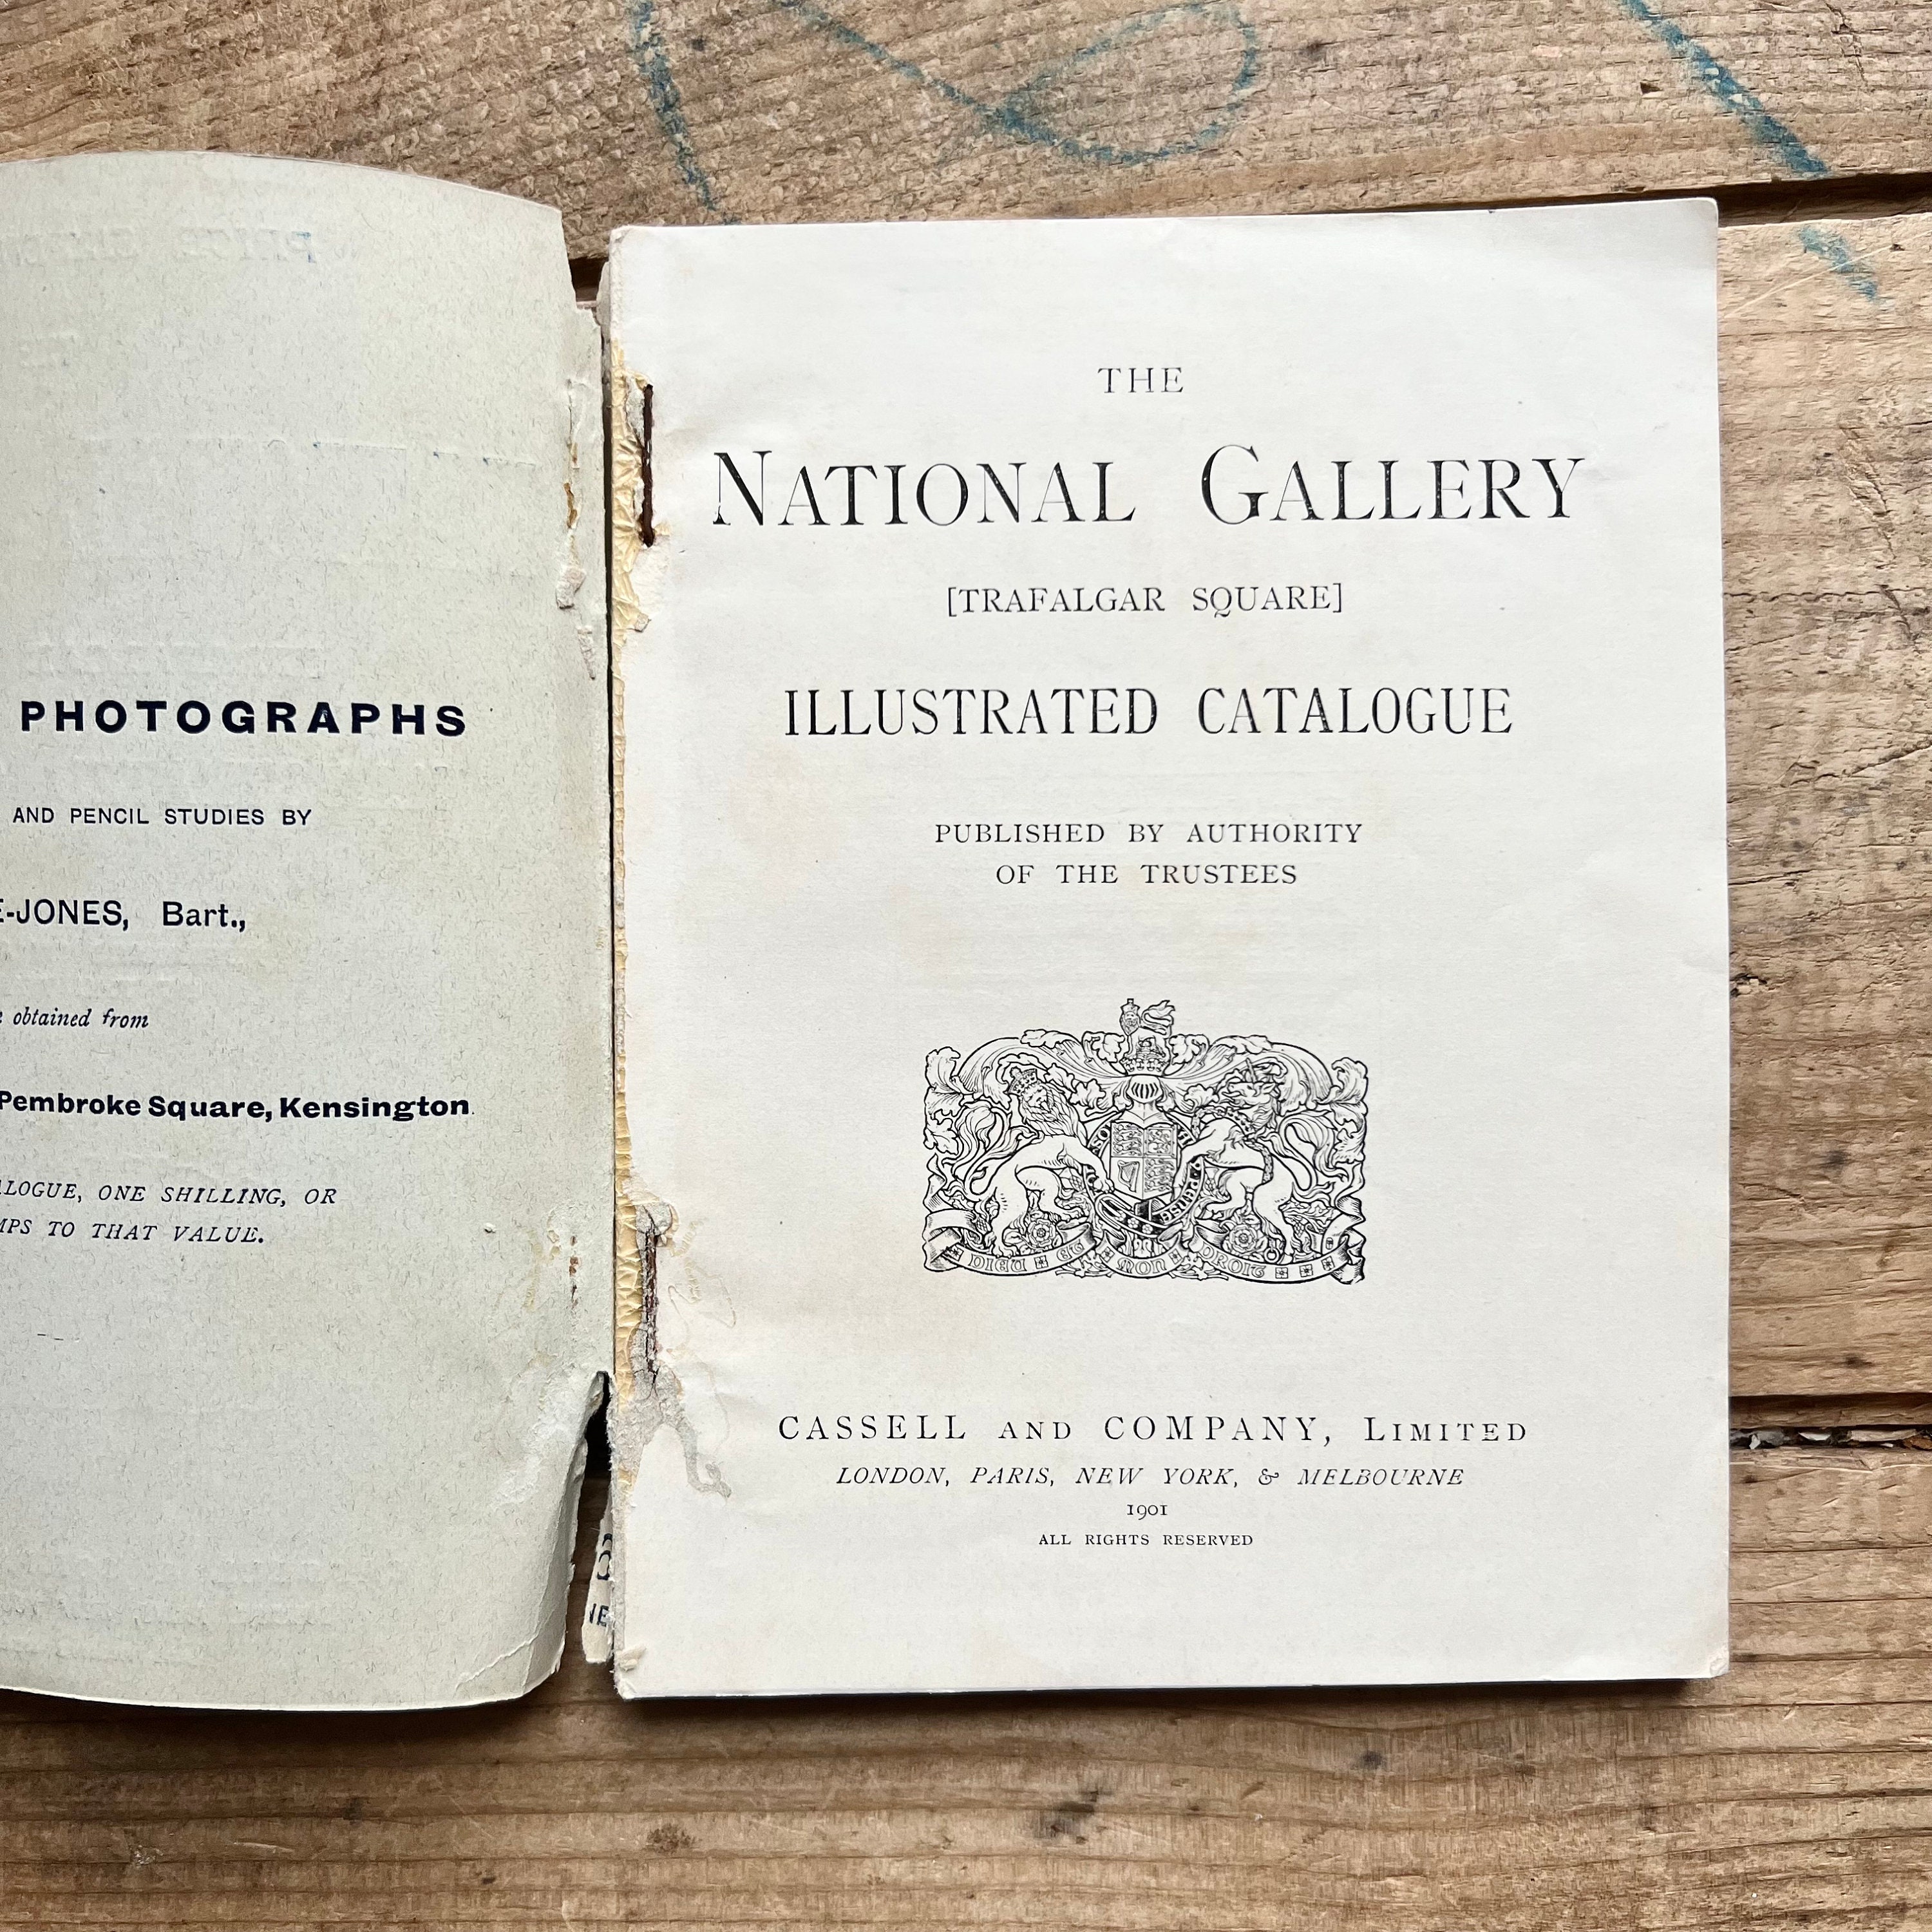 PHOTOGRAPHS
AND PENCIL STUDIES BY
E-JONES, Bart.,
obtained from
Pembroke Square, Kensington.
ALOGUE, ONE SHILLING, OR
MPS TO THAT VALUE.
THE
NATIONAL GALLERY
[TRAFALGAR SQUARE]
ILLUSTRATED CATALOGUE
PUBLISHED BY AUTHORITY
OF THE TRUSTEES
DIEU ET MON DROIT
CASSELL AND COMPANY, LIMITED
LONDON, PARIS, NEW YORK, & MELBOURNE
1901
ALL RIGHTS RESERVED